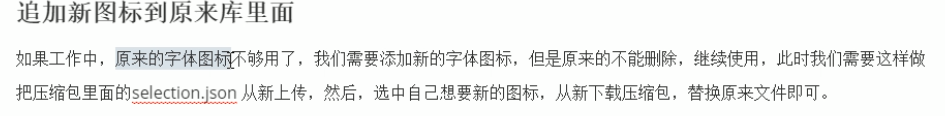 追加新图标到原来库里面
如果工作中，原来的字体图标不够用了，我们需要添加新的字体图标，但是原来的不能删除，继续使用，此时我们需要这样做
把压缩包里面的selection.json 从新上传，然后，选中自己想要新的图标，从新下载压缩包，替换原来文件即可。